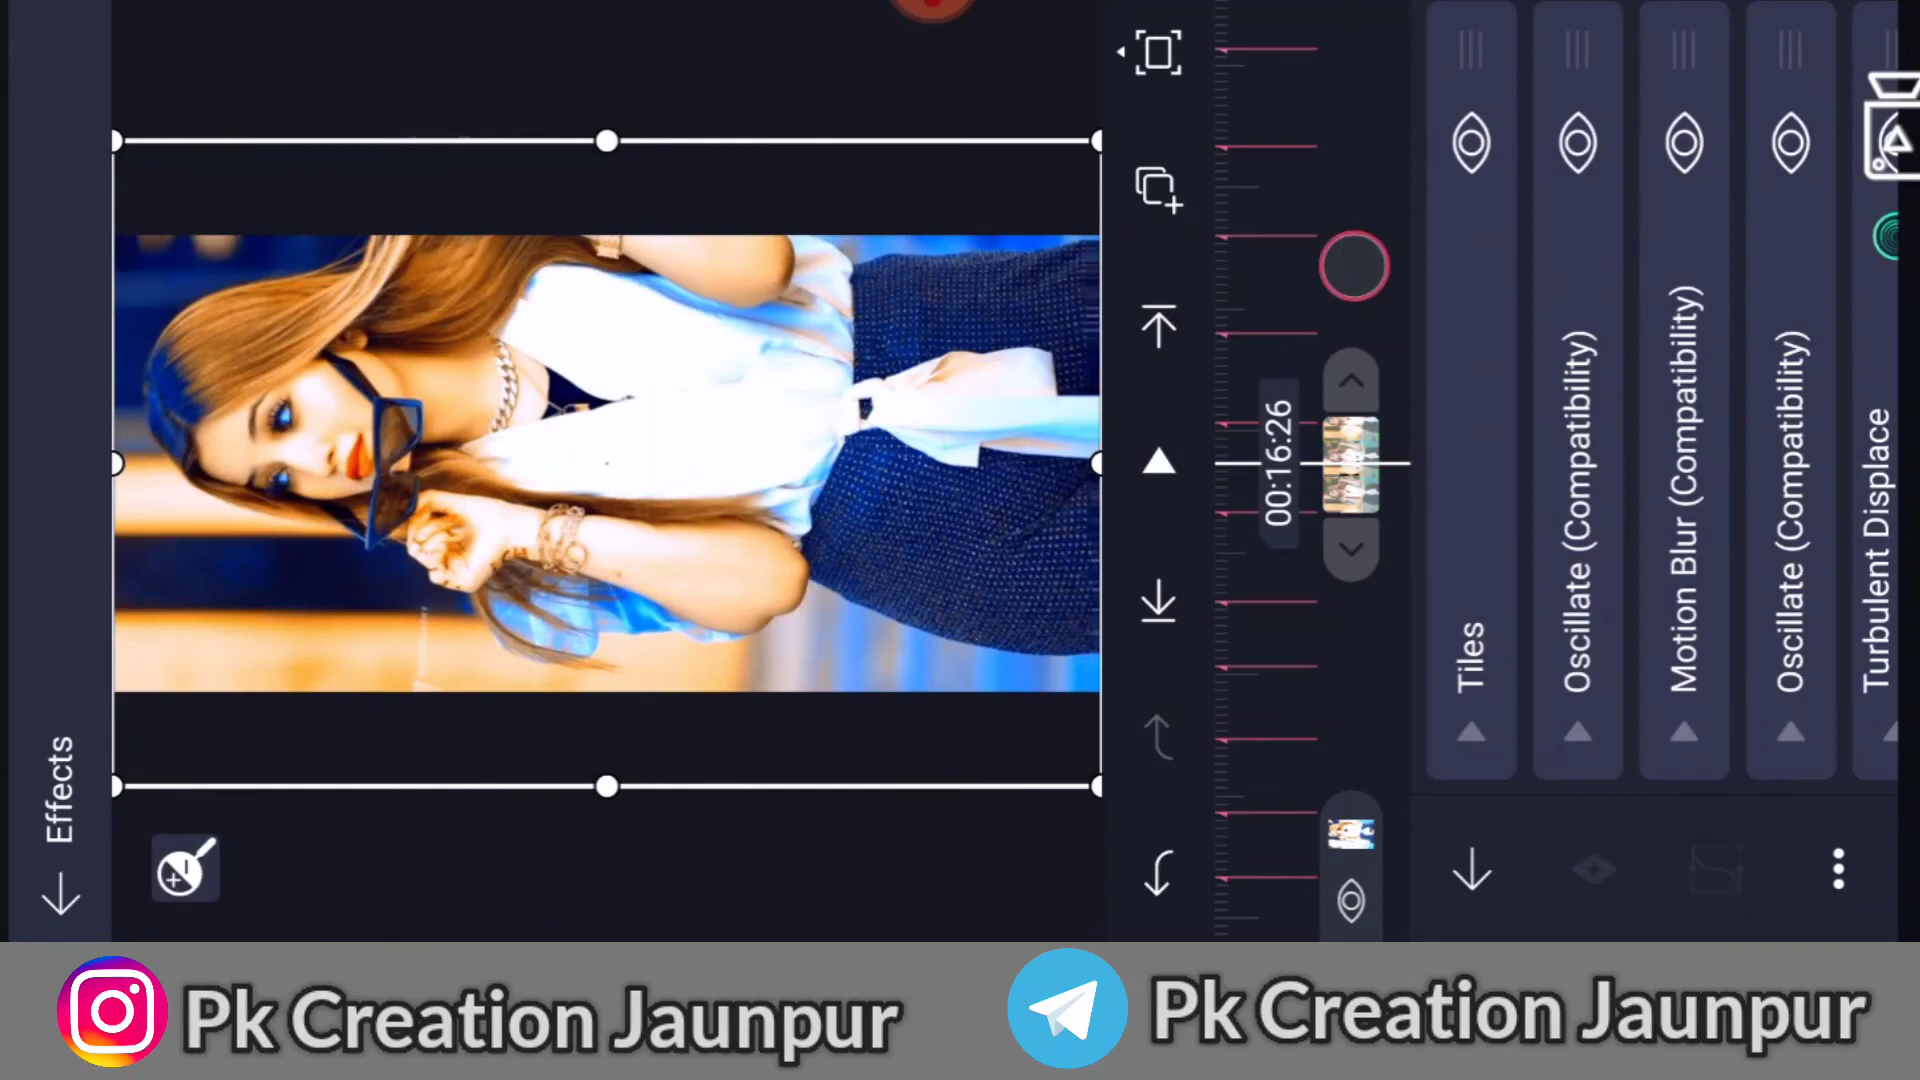 Effects
00:16:26
Tiles
Oscillate (Compatibility)
Motion Blur (Compatibility)
Oscillate (Compatibility)
Turbulent Displace
Pk Creation Jaunpur
Pk Creation Jaunpur